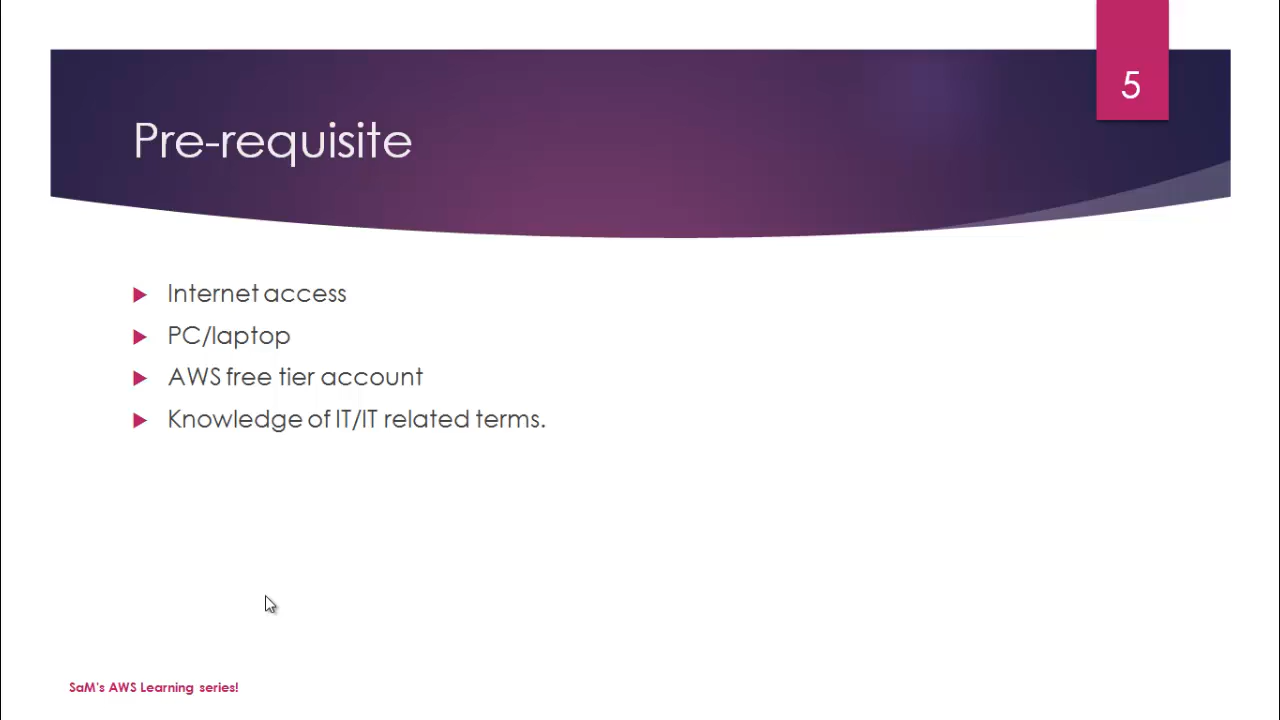 5
Pre-requisite
Internet access
PC/laptop
AWS free tier account
Knowledge of IT/IT related terms.
SaM's AWS Learning series!